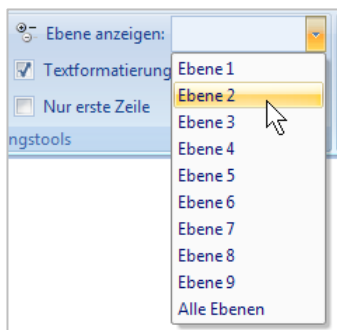 Ebene anzeigen:
Textformatierung
Nur erste Zeile
ngstools
Ebene 1
Ebene 2
Ebene 3
Ebene 4
Ebene 5
Ebene 6
Ebene 7
Ebene 8
Ebene 9
Alle Ebenen